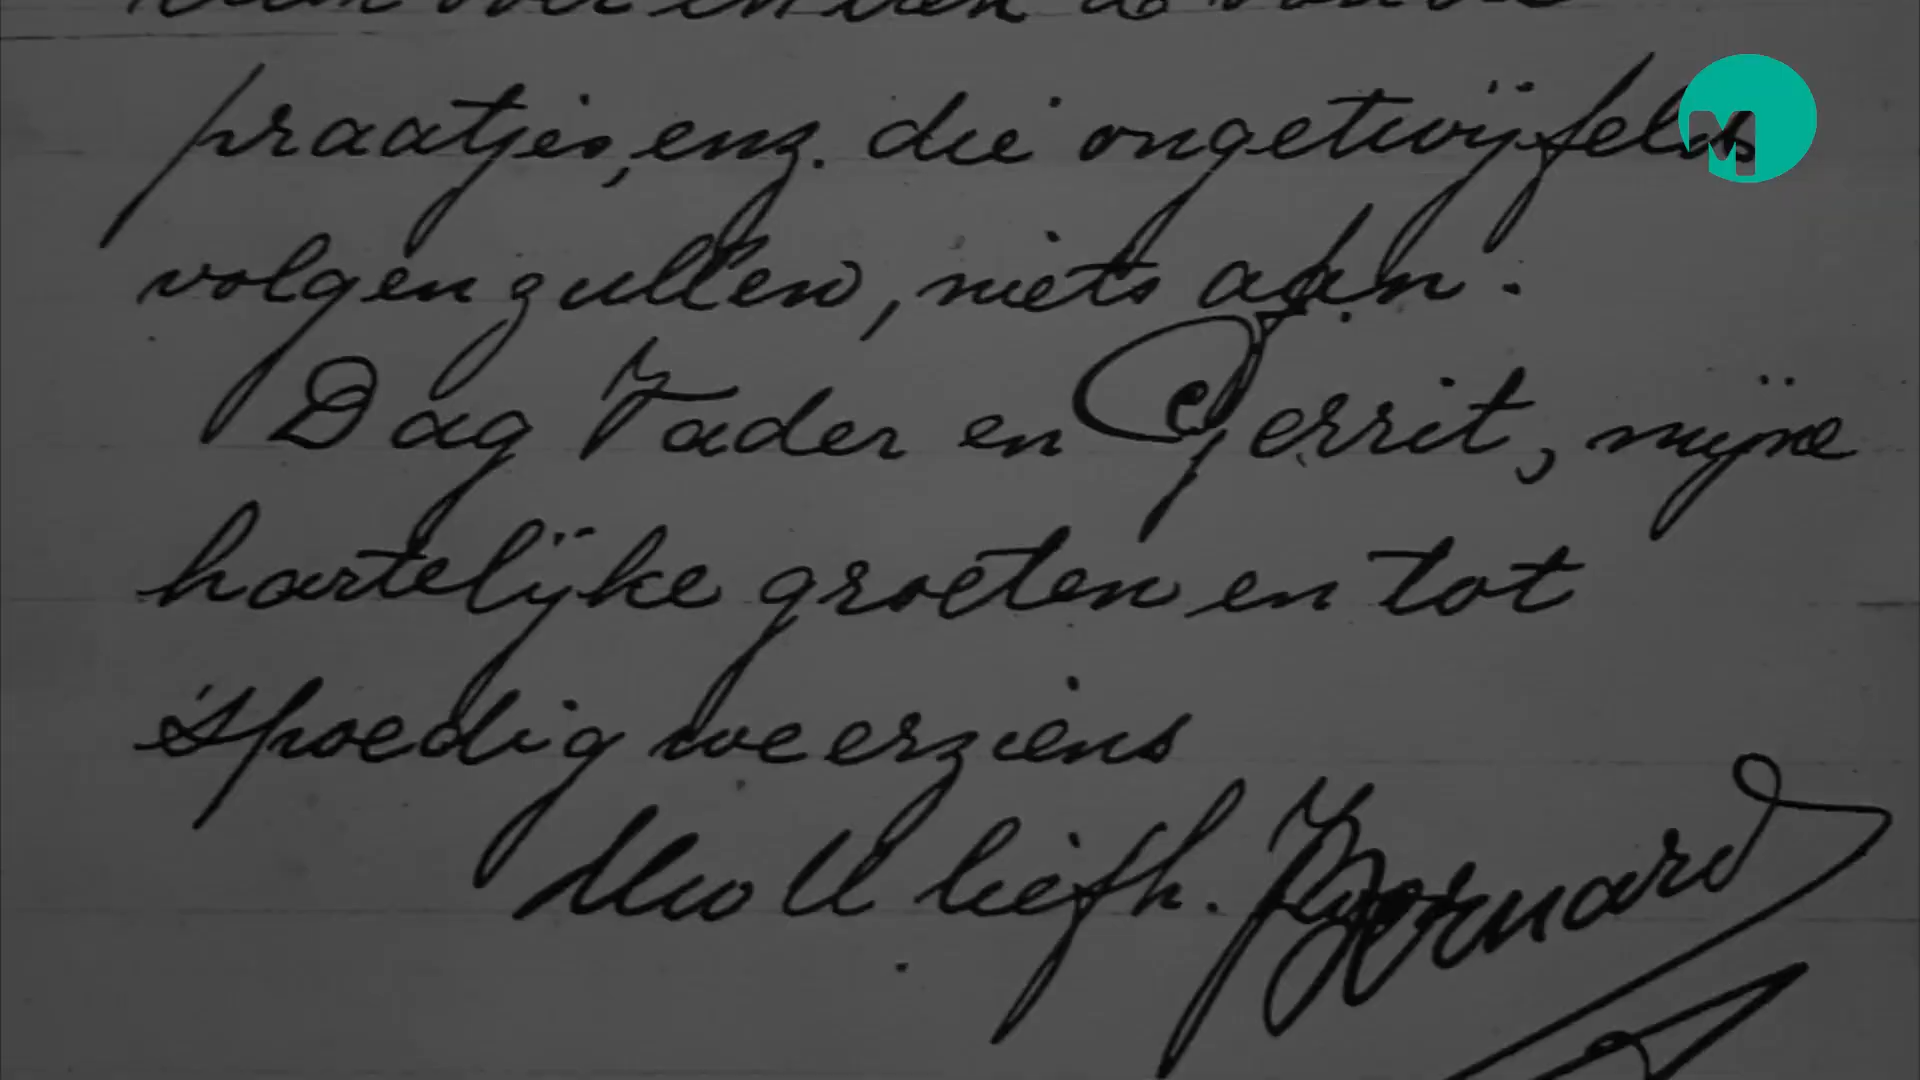 praatjes, enz. die ongetwijfeld
volgen zullen, niets aan.
Dag Vader en Gerrit, mijne
hartelijke groeten en tot
spoedig weerziens
Uw U liefh. Bernard
M